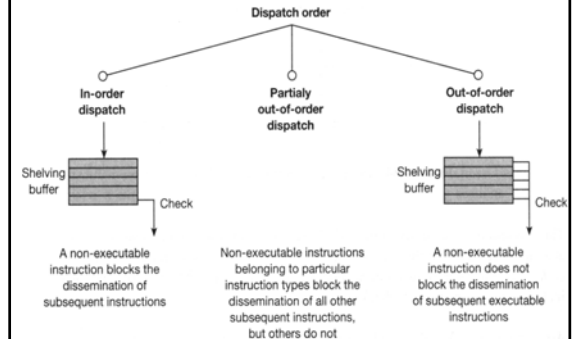 Dispatch order
In-order
dispatch
Partialy
out-of-order
dispatch
Out-of-order
dispatch
Shelving
buffer
Check
Shelving
buffer
Check
A non-executable
instruction blocks the
dissemination of
subsequent instructions
Non-executable instructions
belonging to particular
instruction types block the
dissemination of all other
subsequent instructions,
but others do not
A non-executable
instruction does not
block the dissemination
of subsequent executable
instructions